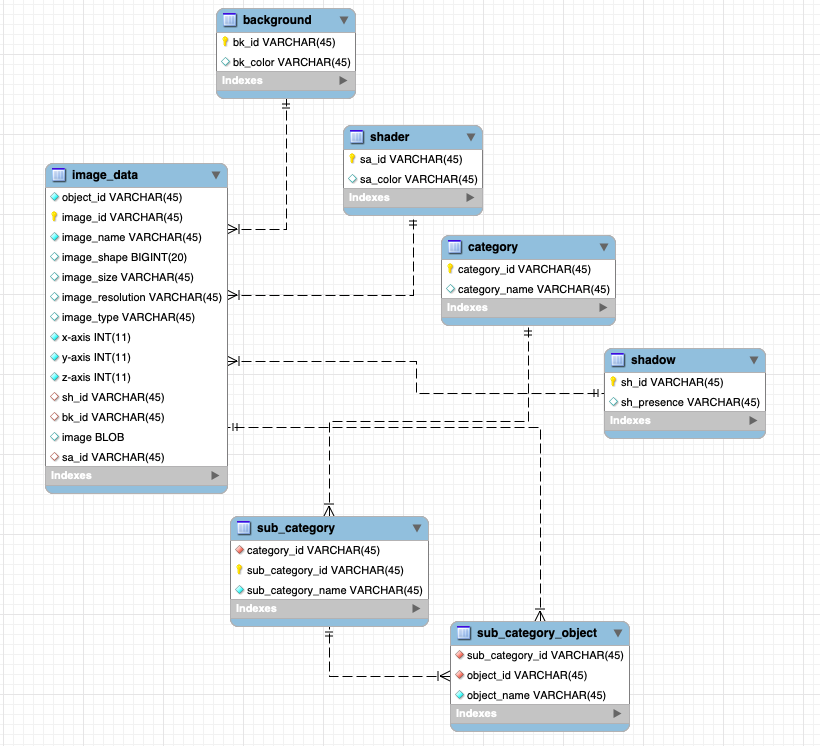 background
bk_id VARCHAR(45)
bk_color VARCHAR(45)
Indexes
shader
sa_id VARCHAR(45)
sa_color VARCHAR(45)
Indexes
image_data
object_id VARCHAR(45)
image_id VARCHAR(45)
image_name VARCHAR(45)
image_shape BIGINT(20)
image_size VARCHAR(45)
image_resolution VARCHAR(45)
image_type VARCHAR(45)
x-axis INT(11)
y-axis INT(11)
z-axis INT(11)
sh_id VARCHAR(45)
bk_id VARCHAR(45)
image BLOB
sa_id VARCHAR(45)
Indexes
category
category_id VARCHAR(45)
category_name VARCHAR(45)
Indexes
shadow
sh_id VARCHAR(45)
sh_presence VARCHAR(45)
Indexes
sub_category
category_id VARCHAR(45)
sub_category_id VARCHAR(45)
sub_category_name VARCHAR(45)
Indexes
sub_category_object
sub_category_id VARCHAR(45)
object_id VARCHAR(45)
object_name VARCHAR(45)
Indexes